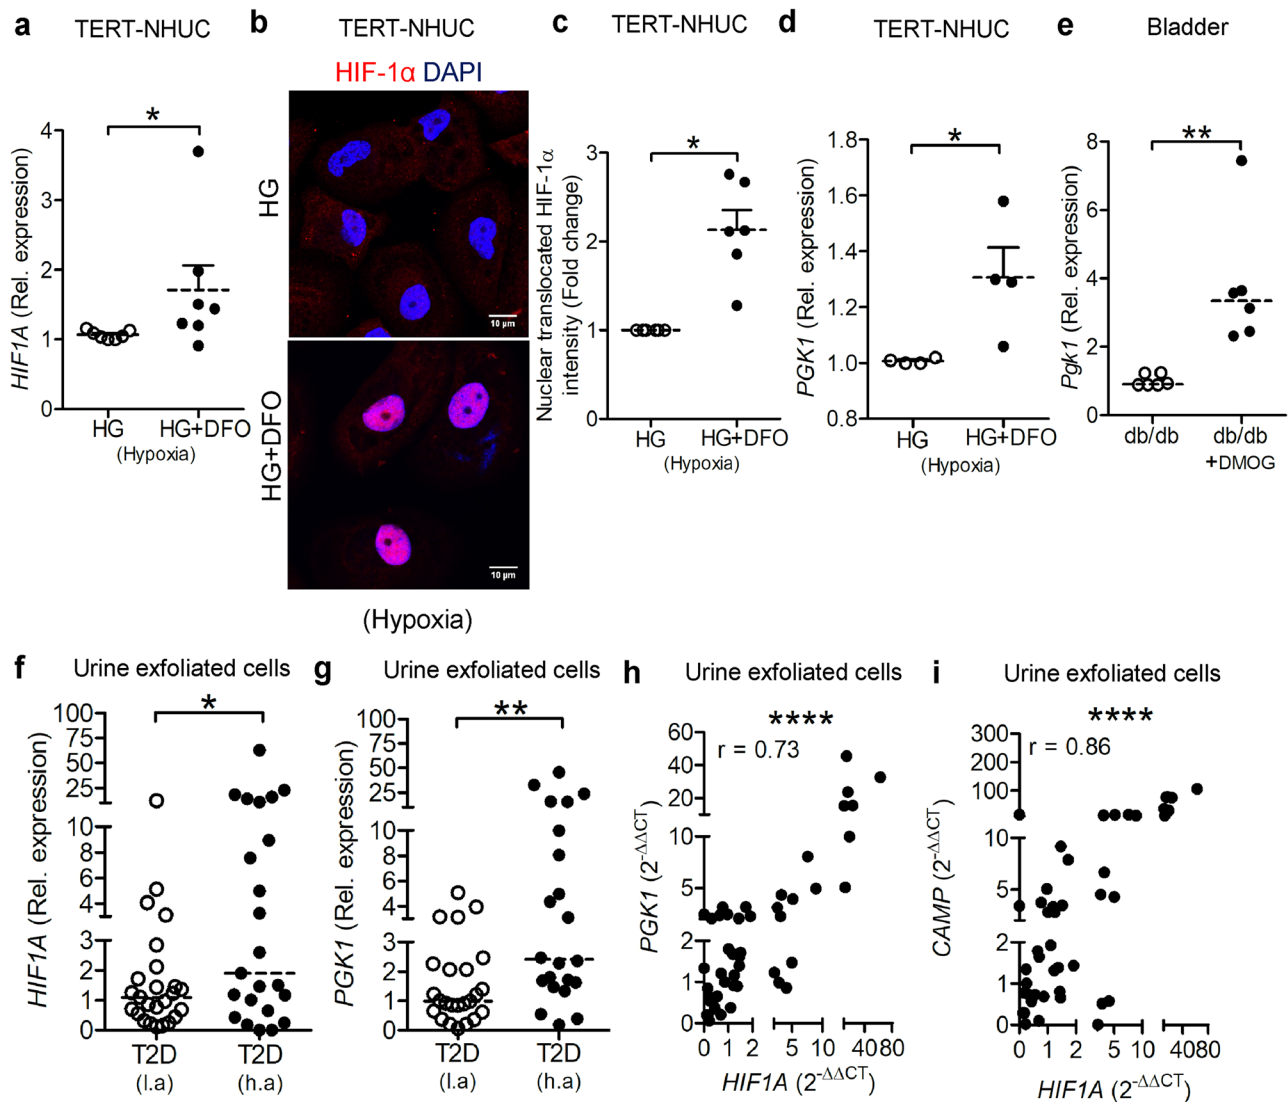 a TERT-NHUC
HIF1A (Rel. expression)
4
3
2
1
0
*
HG HG+DFO
(Hypoxia)
b TERT-NHUC
HIF-1α DAPI
HG
10 µm
HG+DFO
10 µm
(Hypoxia)
c TERT-NHUC
Nuclear translocated HIF-1α
intensity (Fold change)
3
2
1
0
*
HG HG+DFO
(Hypoxia)
d TERT-NHUC
PGK1 (Rel. expression)
1.8
1.6
1.4
1.2
1.0
0.8
*
HG HG+DFO
(Hypoxia)
e Bladder
Pgk1 (Rel. expression)
8
6
4
2
0
**
db/db db/db
+DMOG
f Urine exfoliated cells
HIF1A (Rel. expression)
100
75
50
25
10
8
6
4
3
2
1
0
*
T2D T2D
(l.a) (h.a)
g Urine exfoliated cells
PGK1 (Rel. expression)
100
75
50
25
10
8
6
4
3
2
1
0
**
T2D T2D
(l.a) (h.a)
h Urine exfoliated cells
****
r = 0.73
PGK1 (2-ΔΔCT)
60
40
20
10
5
2
1
0
0 1 2 5 10 40 80
HIF1A (2-ΔΔCT)
i Urine exfoliated cells
****
r = 0.86
CAMP (2-ΔΔCT)
300
200
100
10
5
2
1
0
0 1 2 5 10 40 80
HIF1A (2-ΔΔCT)